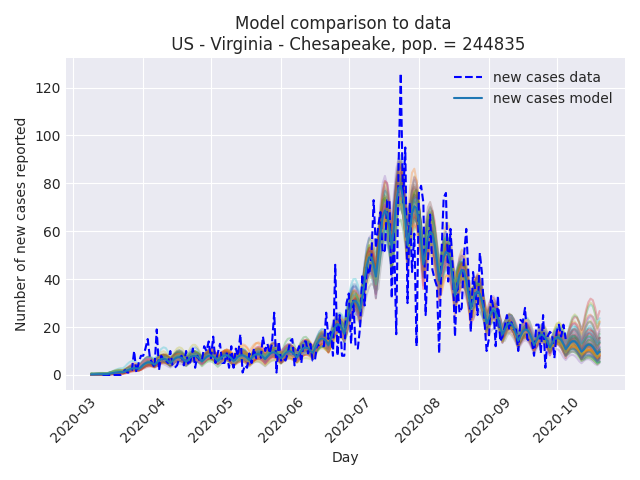 Model comparison to data
US - Virginia - Chesapeake, pop. = 244835
new cases data
new cases model
Number of new cases reported
120
100
80
60
40
20
0
2020-03
2020-04
2020-05
2020-06
2020-07
2020-08
2020-09
2020-10
Day